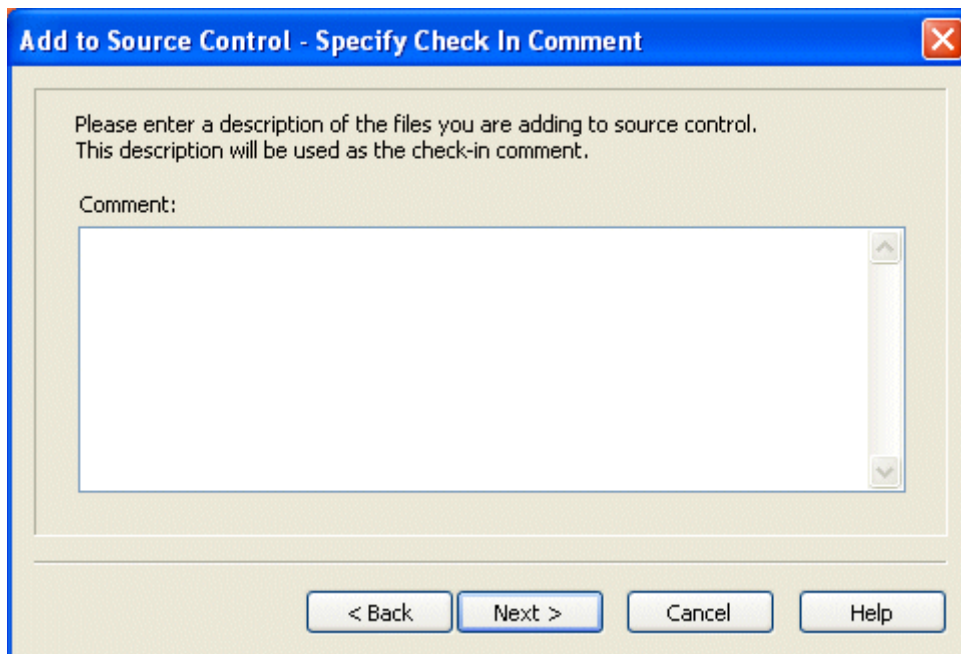 Add to Source Control - Specify Check In Comment
Please enter a description of the files you are adding to source control.
This description will be used as the check-in comment.
Comment:
< Back
Next >
Cancel
Help